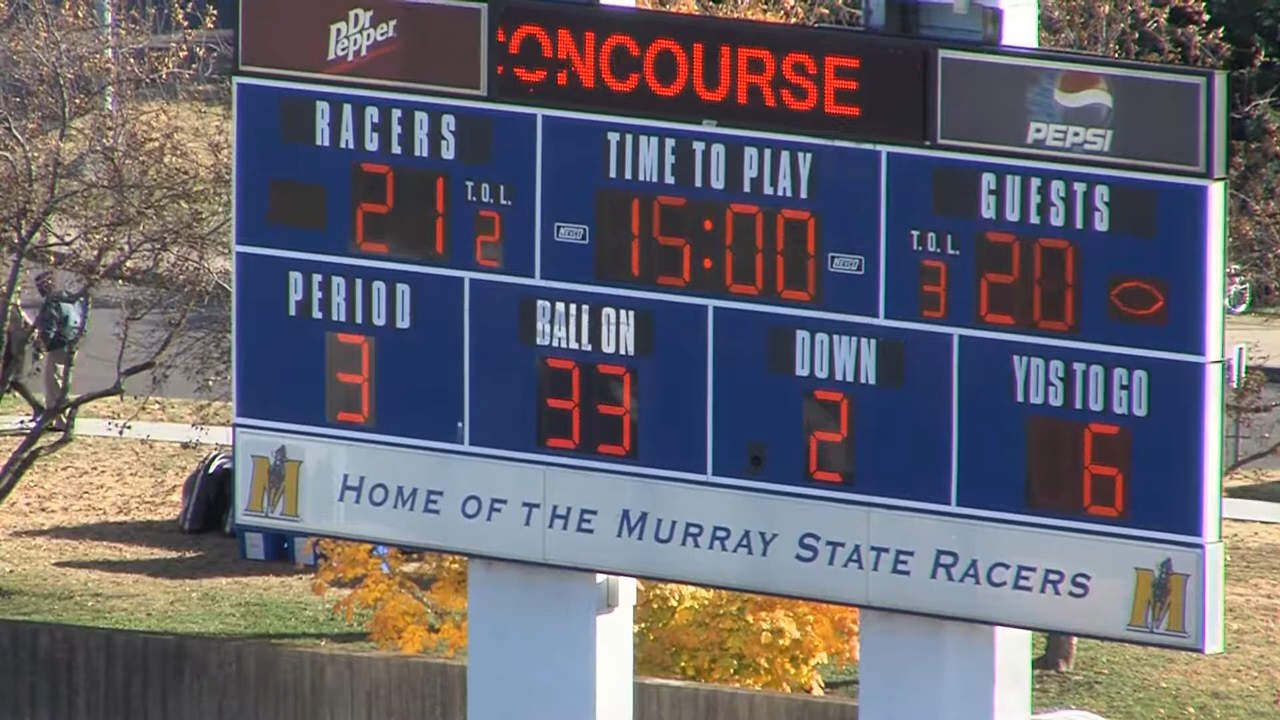 Dr Pepper
CONCOURSE
PEPSI
RACERS
21
T.O.L.
2
TIME TO PLAY
15:00
GUESTS
T.O.L.
3
20
PERIOD
3
BALL ON
33
DOWN
2
YDS TO GO
6
M HOME OF THE MURRAY STATE RACERS M